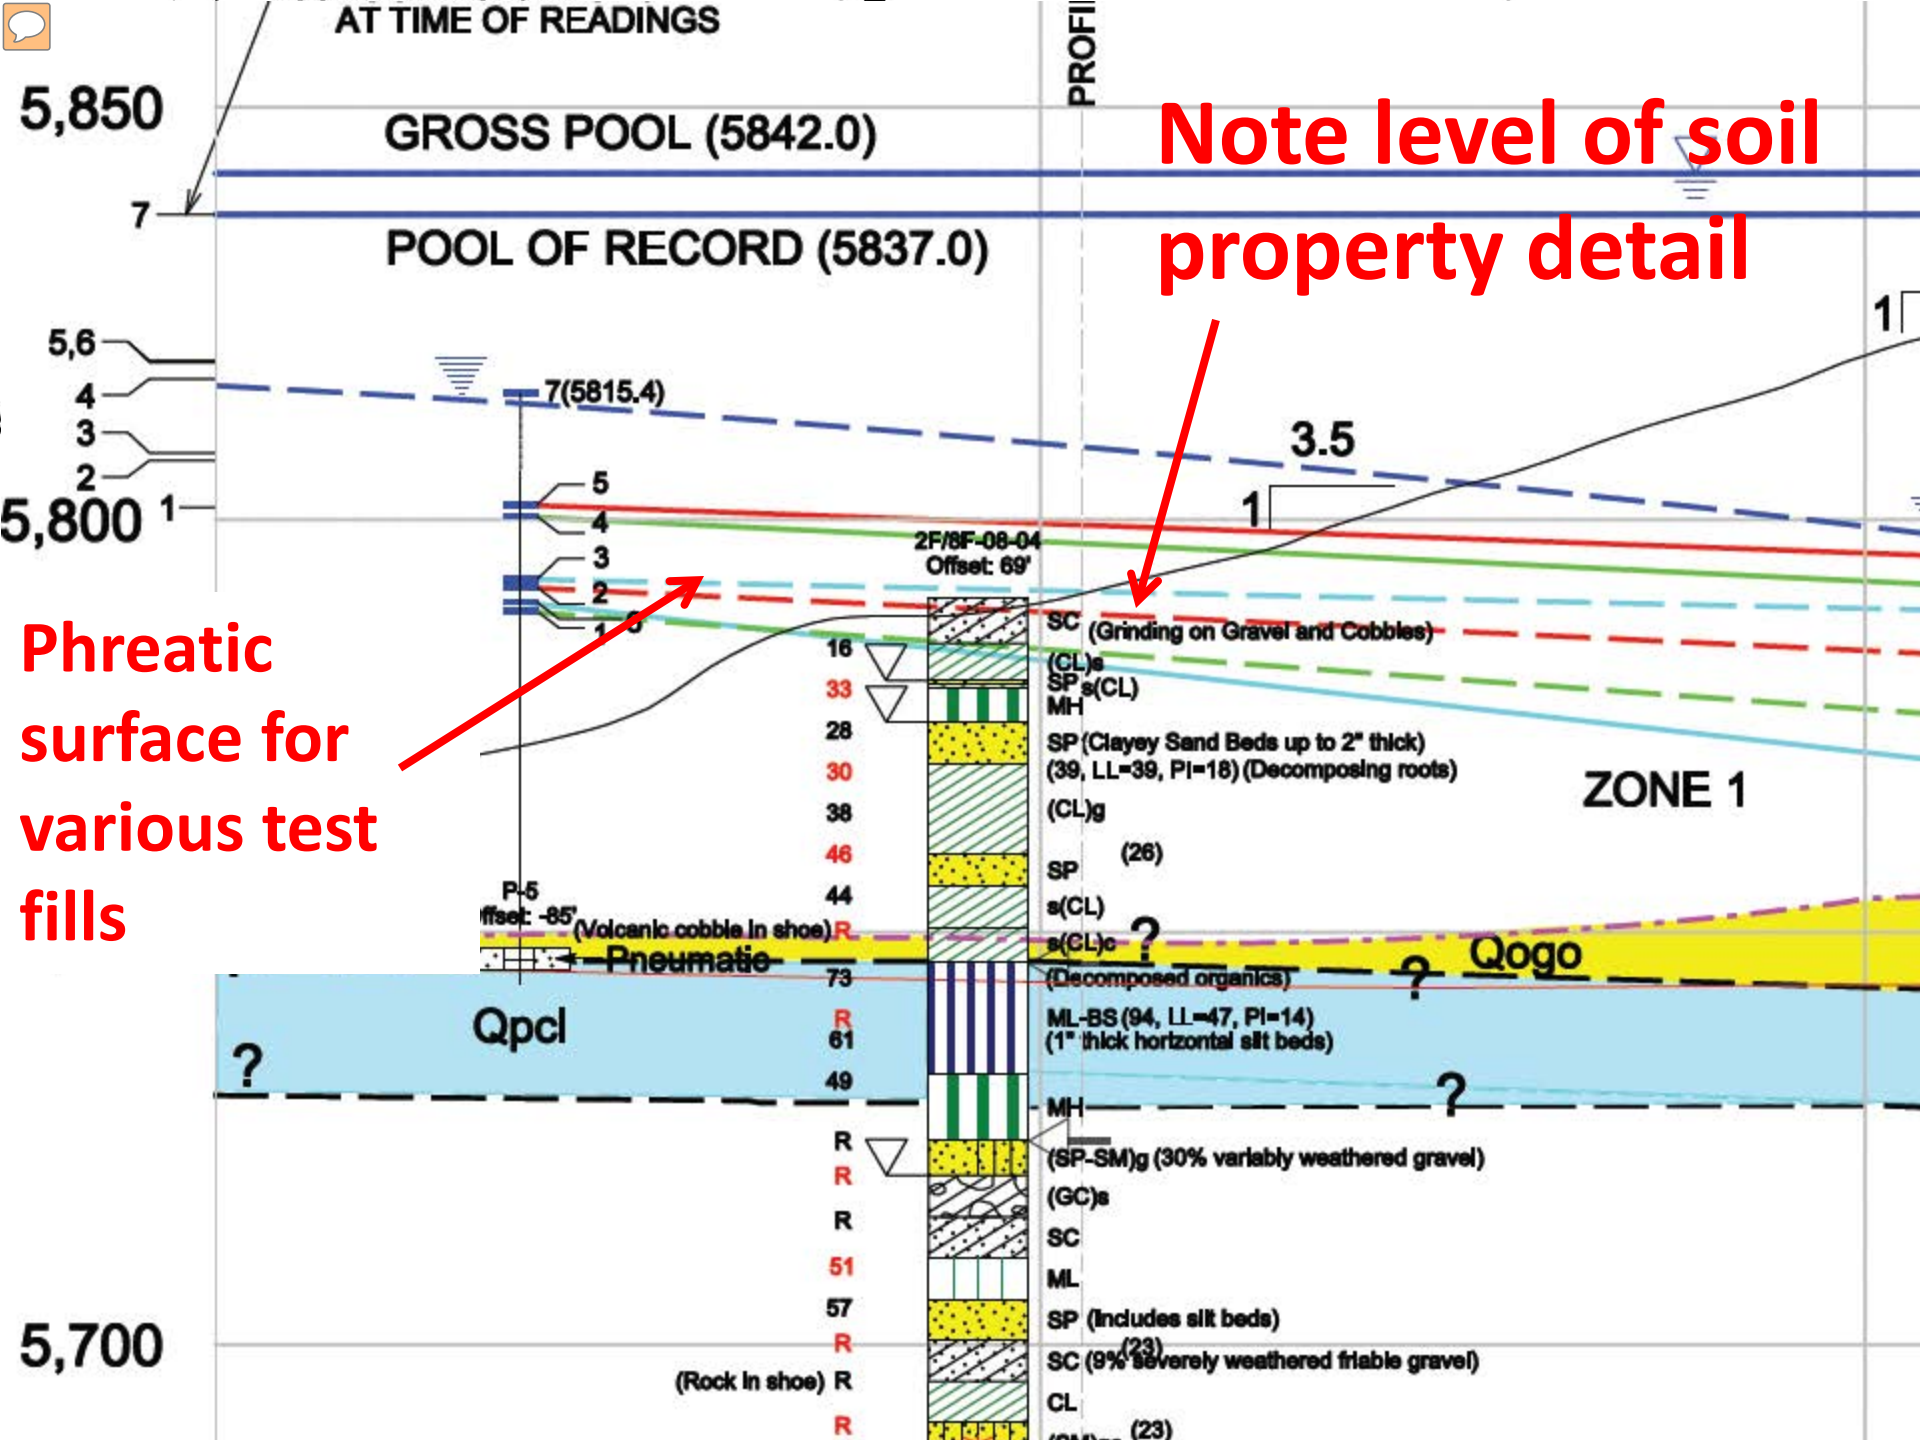 AT TIME OF READINGS
PROFI
5,850
GROSS POOL (5842.0)
Note level of soil
property detail
7
POOL OF RECORD (5837.0)
1
5,6
4
3
2
1
7(5815.4)
3.5
1
5
4
3
2
1
5,800
2F/8F-08-04
Offset: 69'
Phreatic
surface for
various test
fills
SC (Grinding on Gravel and Cobbles)
16
(CL)s
33
SP s(CL)
MH
28
SP (Clayey Sand Beds up to 2" thick)
30
(39, LL=39, PI=18) (Decomposing roots)
ZONE 1
38
(CL)g
46
(26)
SP
44
s(CL)
P-5
ffset: -85'
(Volcanic cobble in shoe) R
s(CL)c
?
Pneumatic
Qogo
73
(Decomposed organics)
?
Qpcl
R
ML-BS (94, LL=47, PI=14)
61
(1" thick horizontal silt beds)
?
49
?
MH
R
(SP-SM)g (30% variably weathered gravel)
R
(GC)s
R
SC
51
ML
57
SP (Includes silt beds)
5,700
R
(23)
SC (9% severely weathered friable gravel)
(Rock in shoe) R
CL
R
(23)